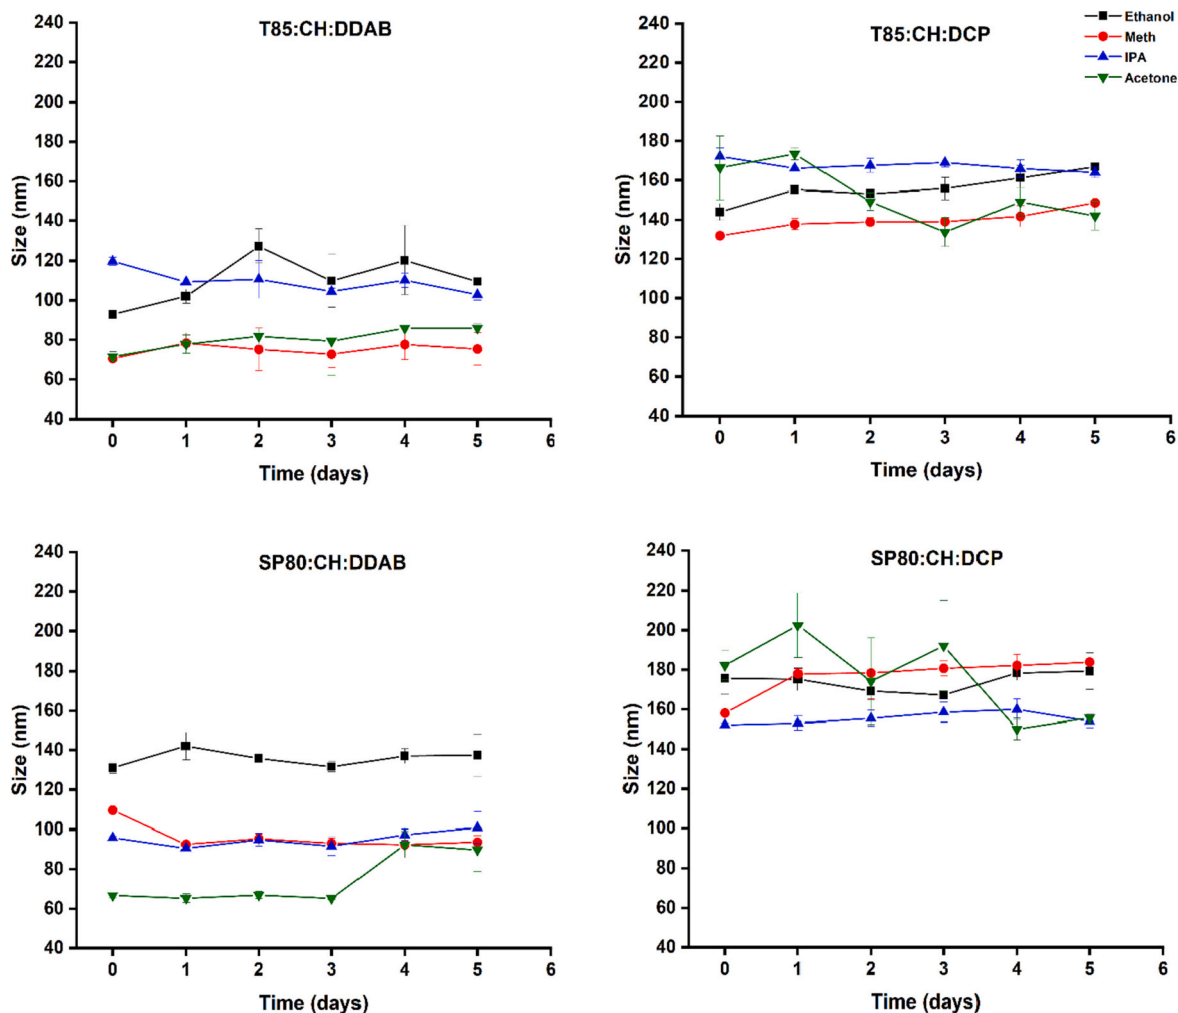 T85:CH:DDAB
240
220
200
180
160
140
120
100
80
60
40
Size (nm)
0 1 2 3 4 5 6
Time (days)
T85:CH:DCP
Ethanol
Meth
IPA
Acetone
240
220
200
180
160
140
120
100
80
60
40
Size (nm)
0 1 2 3 4 5 6
Time (days)
SP80:CH:DDAB
240
220
200
180
160
140
120
100
80
60
40
Size (nm)
0 1 2 3 4 5 6
Time (days)
SP80:CH:DCP
240
220
200
180
160
140
120
100
80
60
40
Size (nm)
0 1 2 3 4 5 6
Time (days)